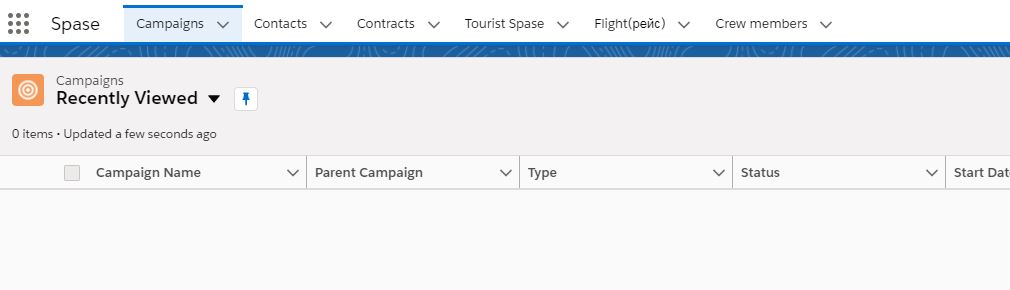 Spase Campaigns Contacts Contracts Tourist Spase Flight(рейс) Crew members
Campaigns
Recently Viewed
0 items • Updated a few seconds ago
Campaign Name Parent Campaign Type Status Start Dat